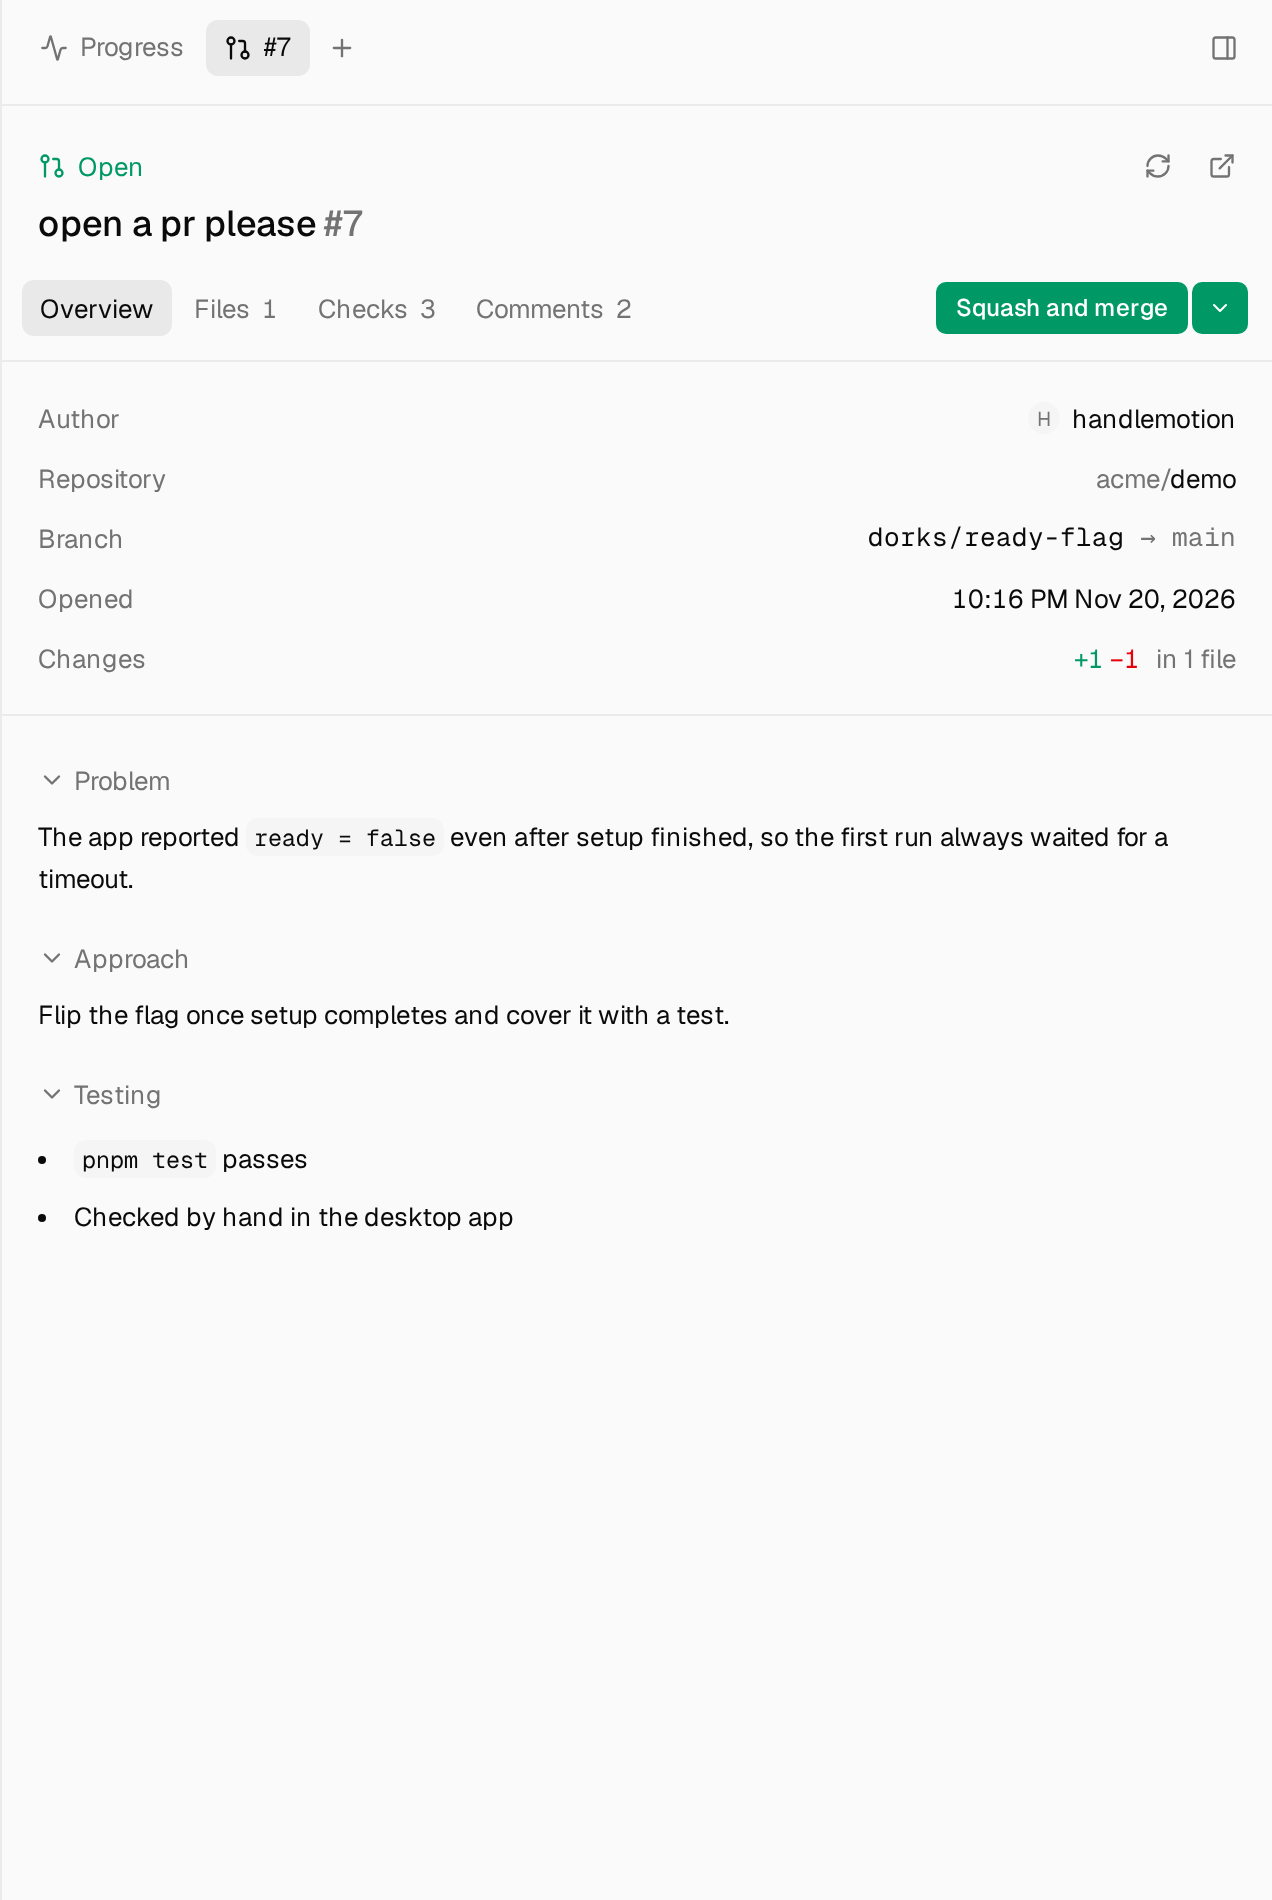 Progress #7
Open
open a pr please #7
Overview Files 1 Checks 3 Comments 2 Squash and merge
Author H handlemotion
Repository acme/demo
Branch dorks/ready-flag → main
Opened 10:16 PM Nov 20, 2026
Changes +1 −1 in 1 file
Problem
The app reported ready = false even after setup finished, so the first run always waited for a
timeout.
Approach
Flip the flag once setup completes and cover it with a test.
Testing
• pnpm test passes
• Checked by hand in the desktop app